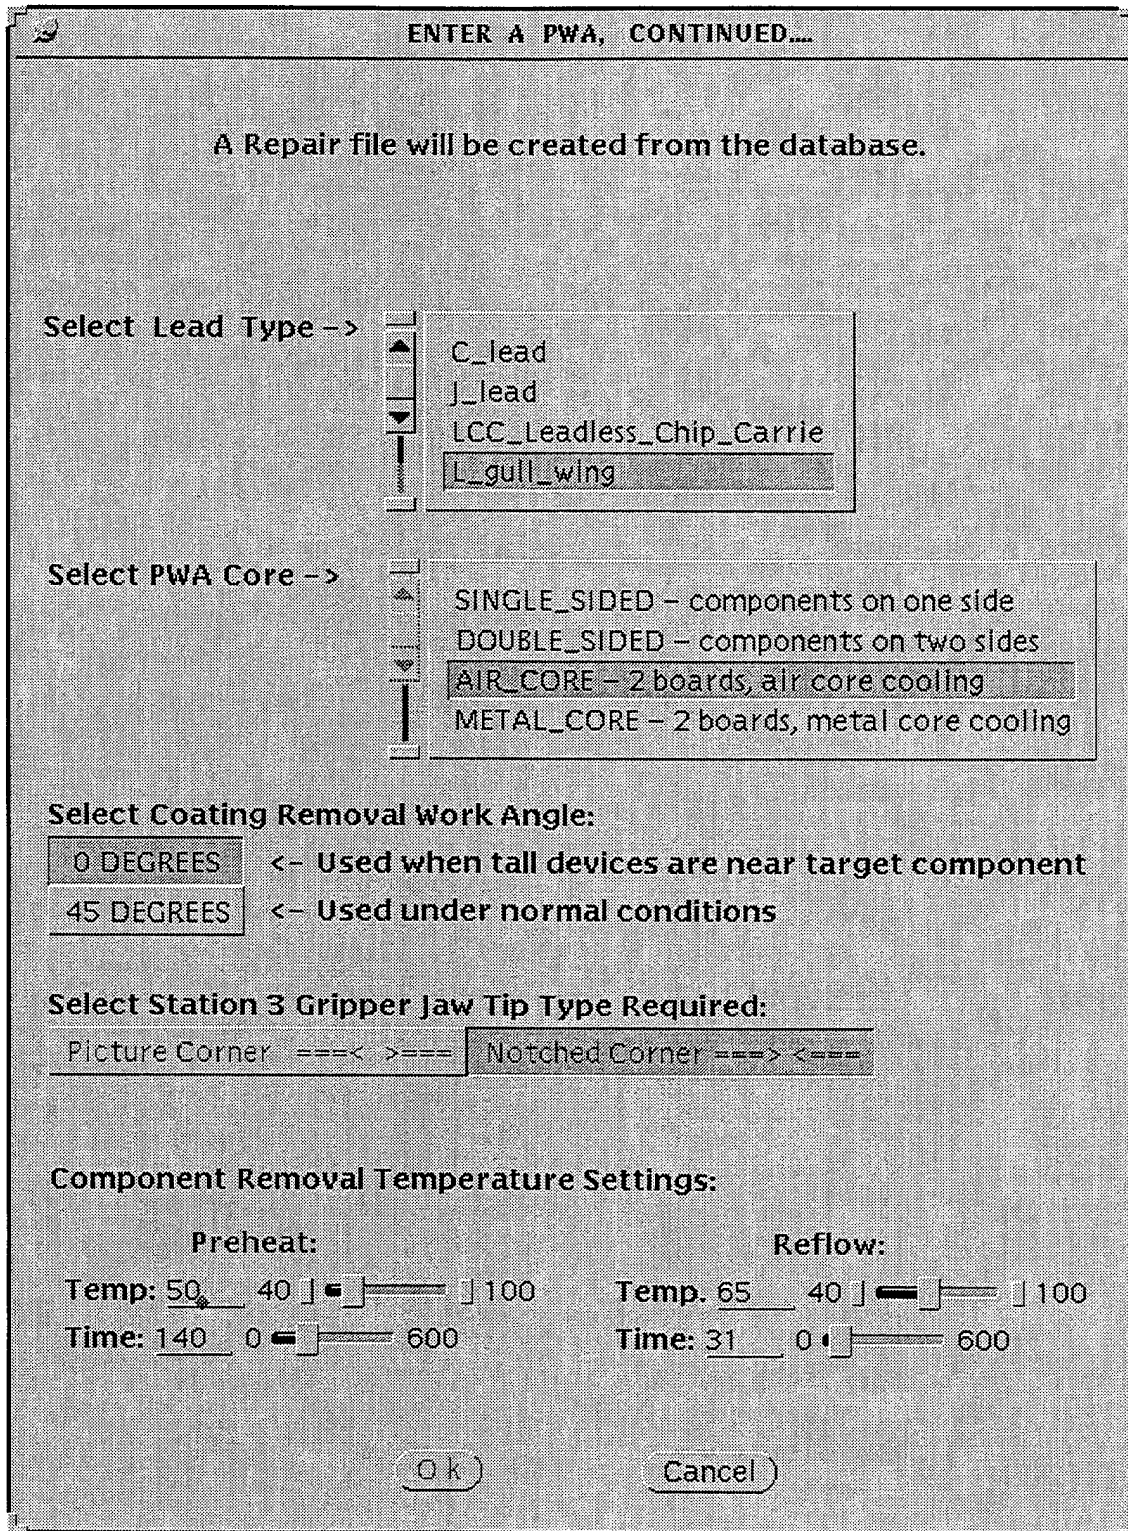 ENTER A PWA, CONTINUED....
A Repair file will be created from the database.
Select Lead Type ->
C_lead
J_lead
LCC_Leadless_Chip_Carrie
L_gull_wing
Select PWA Core ->
SINGLE_SIDED – components on one side
DOUBLE_SIDED – components on two sides
AIR_CORE – 2 boards, air core cooling
METAL_CORE – 2 boards, metal core cooling
Select Coating Removal Work Angle:
0 DEGREES <- Used when tall devices are near target component
45 DEGREES <- Used under normal conditions
Select Station 3 Gripper Jaw Tip Type Required:
Picture Corner ===< >=== Notched Corner ===> <===
Component Removal Temperature Settings:
Preheat: Reflow:
Temp: 50 40 100 Temp. 65 40 100
Time: 140 0 600 Time: 31 0 600
Ok Cancel